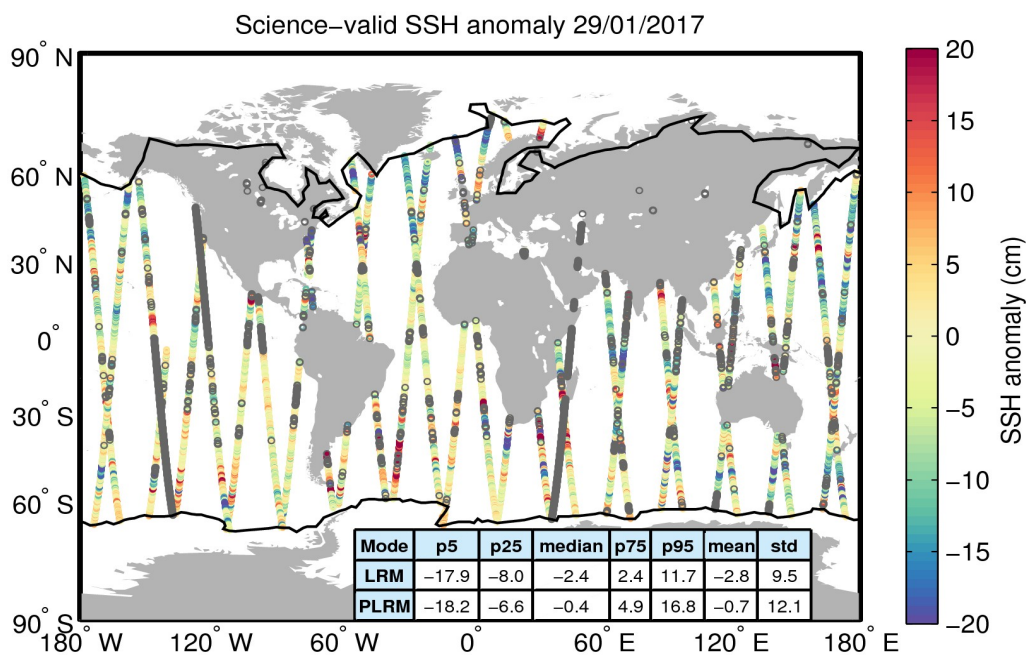 Science−valid SSH anomaly 29/01/2017
90° N
60° N
30° N
0°
30° S
60° S
90° S
180° W
120° W
60° W
0°
60° E
120° E
180° E
Mode p5 p25 median p75 p95 mean std
LRM −17.9 −8.0 −2.4 2.4 11.7 −2.8 9.5
PLRM −18.2 −6.6 −0.4 4.9 16.8 −0.7 12.1
20
15
10
5
0
−5
−10
−15
−20
SSH anomaly (cm)